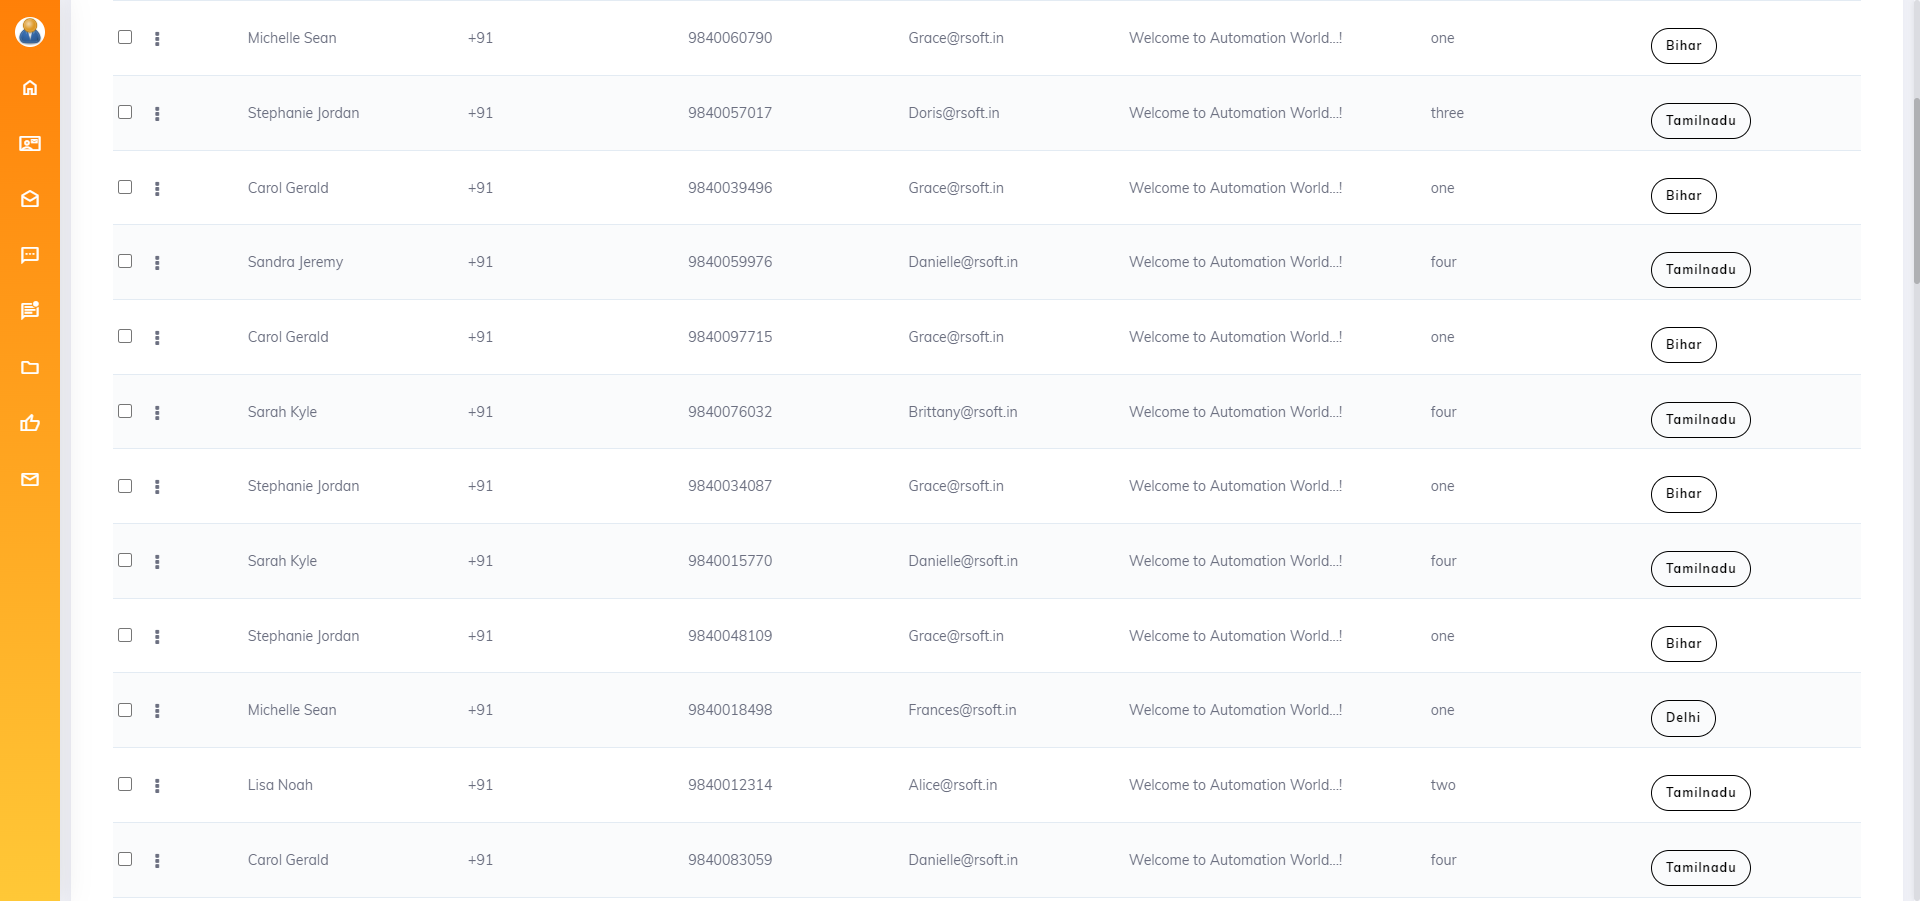 Michelle Sean +91 9840060790 Grace@rsoft.in Welcome to Automation World...! one Bihar
Stephanie Jordan +91 9840057017 Doris@rsoft.in Welcome to Automation World...! three Tamilnadu
Carol Gerald +91 9840039496 Grace@rsoft.in Welcome to Automation World...! one Bihar
Sandra Jeremy +91 9840059976 Danielle@rsoft.in Welcome to Automation World...! four Tamilnadu
Carol Gerald +91 9840097715 Grace@rsoft.in Welcome to Automation World...! one Bihar
Sarah Kyle +91 9840076032 Brittany@rsoft.in Welcome to Automation World...! four Tamilnadu
Stephanie Jordan +91 9840034087 Grace@rsoft.in Welcome to Automation World...! one Bihar
Sarah Kyle +91 9840015770 Danielle@rsoft.in Welcome to Automation World...! four Tamilnadu
Stephanie Jordan +91 9840048109 Grace@rsoft.in Welcome to Automation World...! one Bihar
Michelle Sean +91 9840018498 Frances@rsoft.in Welcome to Automation World...! one Delhi
Lisa Noah +91 9840012314 Alice@rsoft.in Welcome to Automation World...! two Tamilnadu
Carol Gerald +91 9840083059 Danielle@rsoft.in Welcome to Automation World...! four Tamilnadu